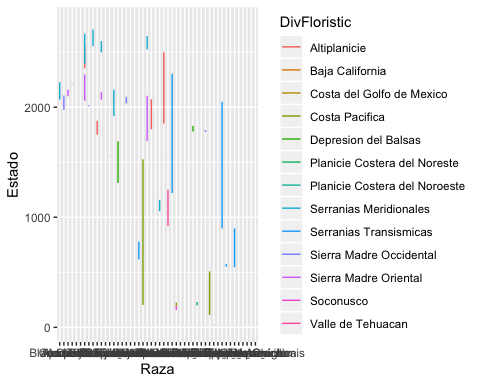 DivFloristic
Altiplanicie
Baja California
Costa del Golfo de Mexico
Costa Pacifica
Depresion del Balsas
Planicie Costera del Noreste
Planicie Costera del Noroeste
Serranias Meridionales
Serranias Transismicas
Sierra Madre Occidental
Sierra Madre Oriental
Soconusco
Valle de Tehuacan
Estado
2000
1000
0
Raza